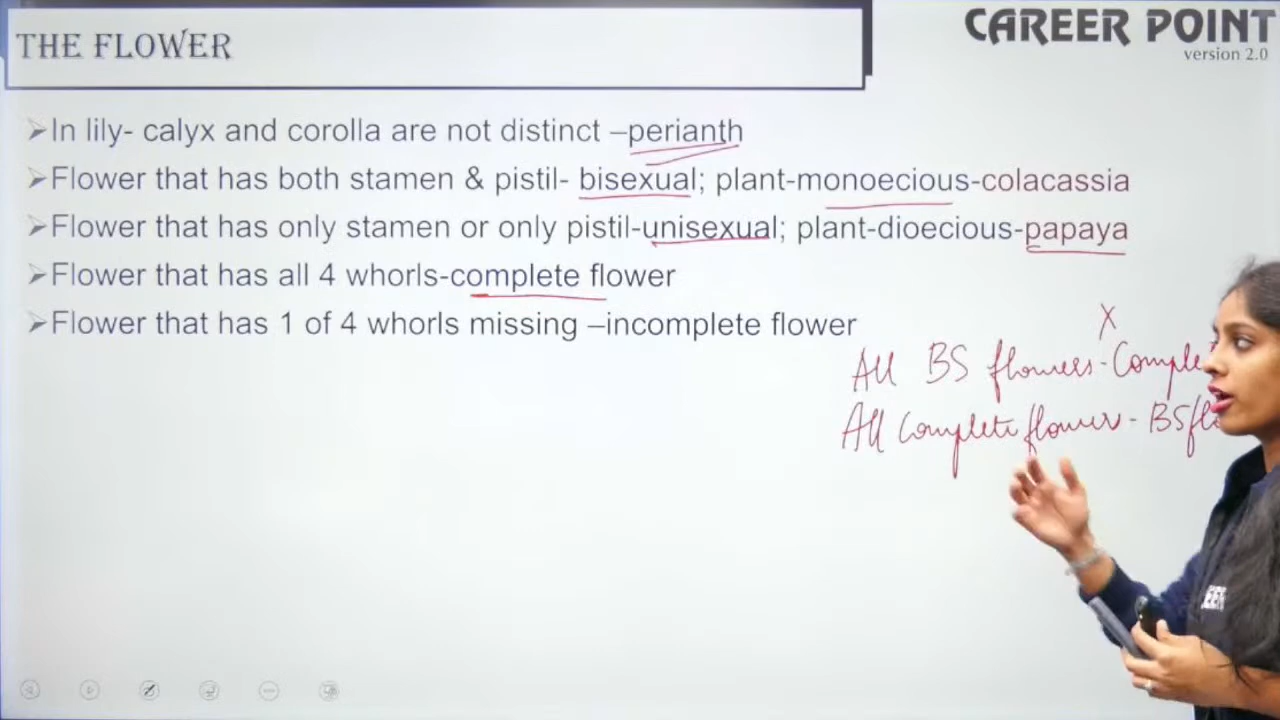 THE FLOWER
CAREER POINT
version 2.0
➢In lily- calyx and corolla are not distinct –perianth
➢Flower that has both stamen & pistil- bisexual; plant-monoecious-colacassia
➢Flower that has only stamen or only pistil-unisexual; plant-dioecious-papaya
➢Flower that has all 4 whorls-complete flower
➢Flower that has 1 of 4 whorls missing –incomplete flower
X
All BS flowers - Comple
All Complete flower - BS fl